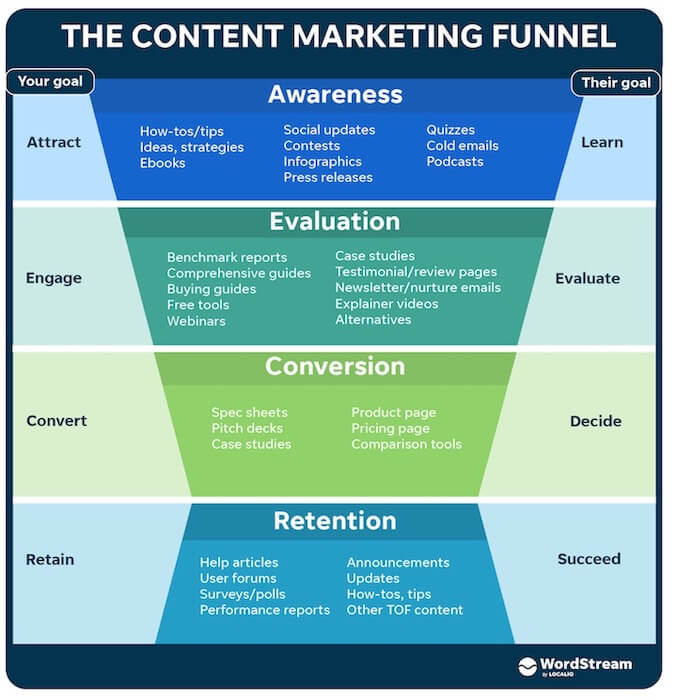 THE CONTENT MARKETING FUNNEL
Your goal
Their goal
Awareness
Attract
How-tos/tips
Ideas, strategies
Ebooks
Social updates
Contests
Infographics
Press releases
Quizzes
Cold emails
Podcasts
Learn
Evaluation
Engage
Benchmark reports
Comprehensive guides
Buying guides
Free tools
Webinars
Case studies
Testimonial/review pages
Newsletter/nurture emails
Explainer videos
Alternatives
Evaluate
Conversion
Convert
Spec sheets
Pitch decks
Case studies
Product page
Pricing page
Comparison tools
Decide
Retention
Retain
Help articles
User forums
Surveys/polls
Performance reports
Announcements
Updates
How-tos, tips
Other TOF content
Succeed
WordStream
by LOCALiQ